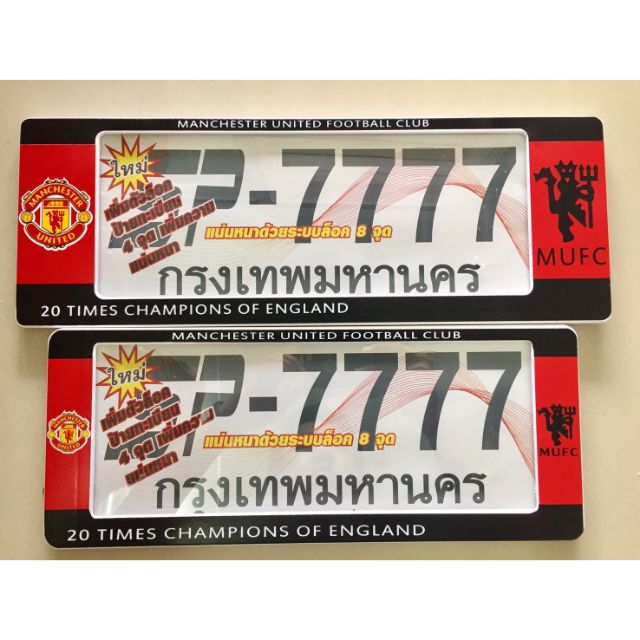 MANCHESTER UNITED FOOTBALL CLUB
ใหม่
SP-7777
เพิ่มตัวล็อค
ป้ายทะเบียน
4 จุด เพิ่มความ
แน่นหนา
แน่นหนาด้วยระบบล็อค 8 จุด
กรุงเทพมหานคร
MANCHESTER
UNITED
MUFC
20 TIMES CHAMPIONS OF ENGLAND
MANCHESTER UNITED FOOTBALL CLUB
ใหม่
SP-7777
เพิ่มตัวล็อค
ป้ายทะเบียน
4 จุด เพิ่มความ
แน่นหนา
แน่นหนาด้วยระบบล็อค 8 จุด
กรุงเทพมหานคร
MANCHESTER
UNITED
MUFC
20 TIMES CHAMPIONS OF ENGLAND